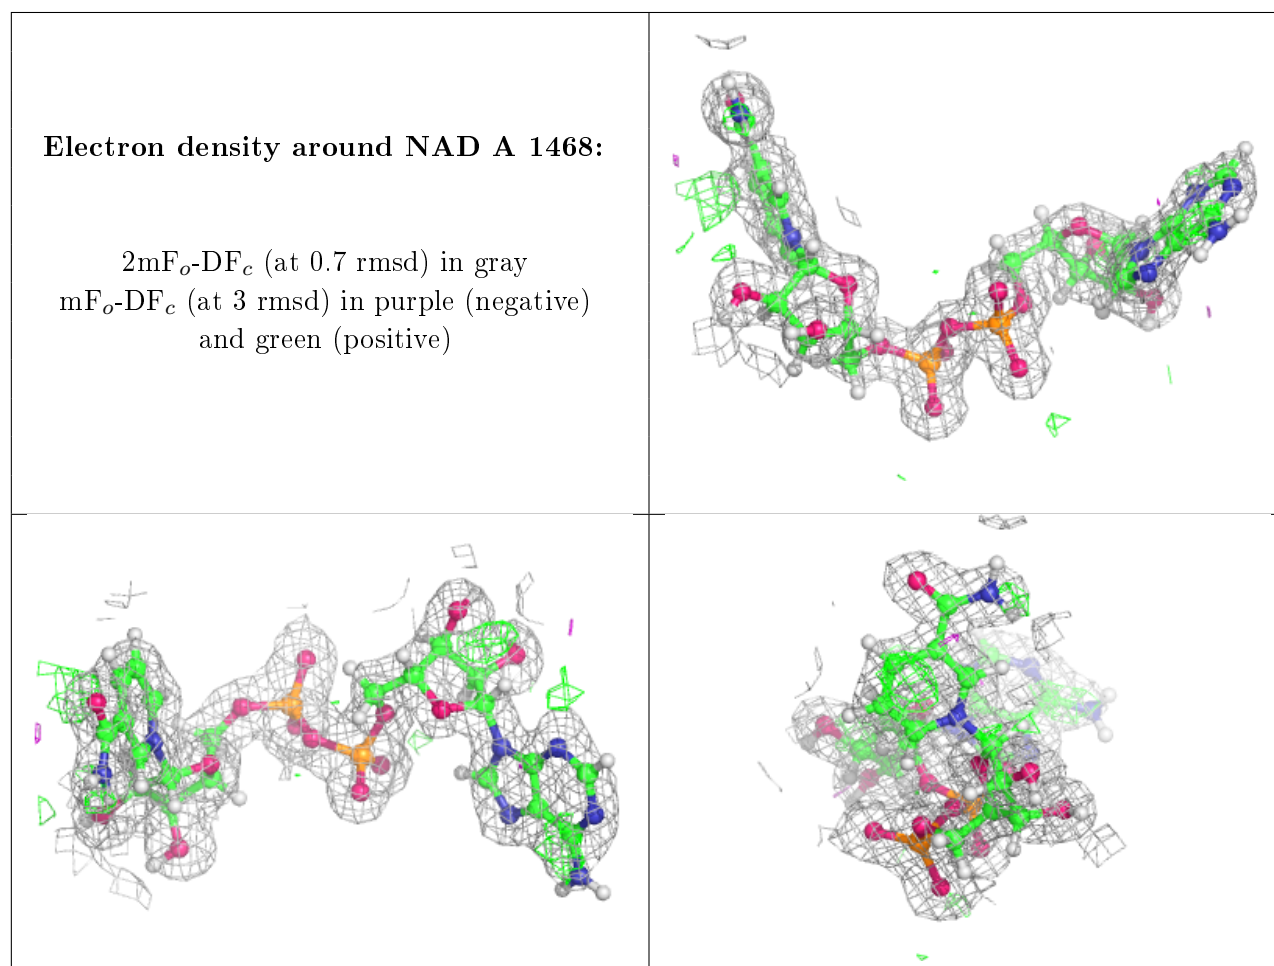 Electron density around NAD A 1468:
2mFo-DFc (at 0.7 rmsd) in gray
mFo-DFc (at 3 rmsd) in purple (negative)
and green (positive)